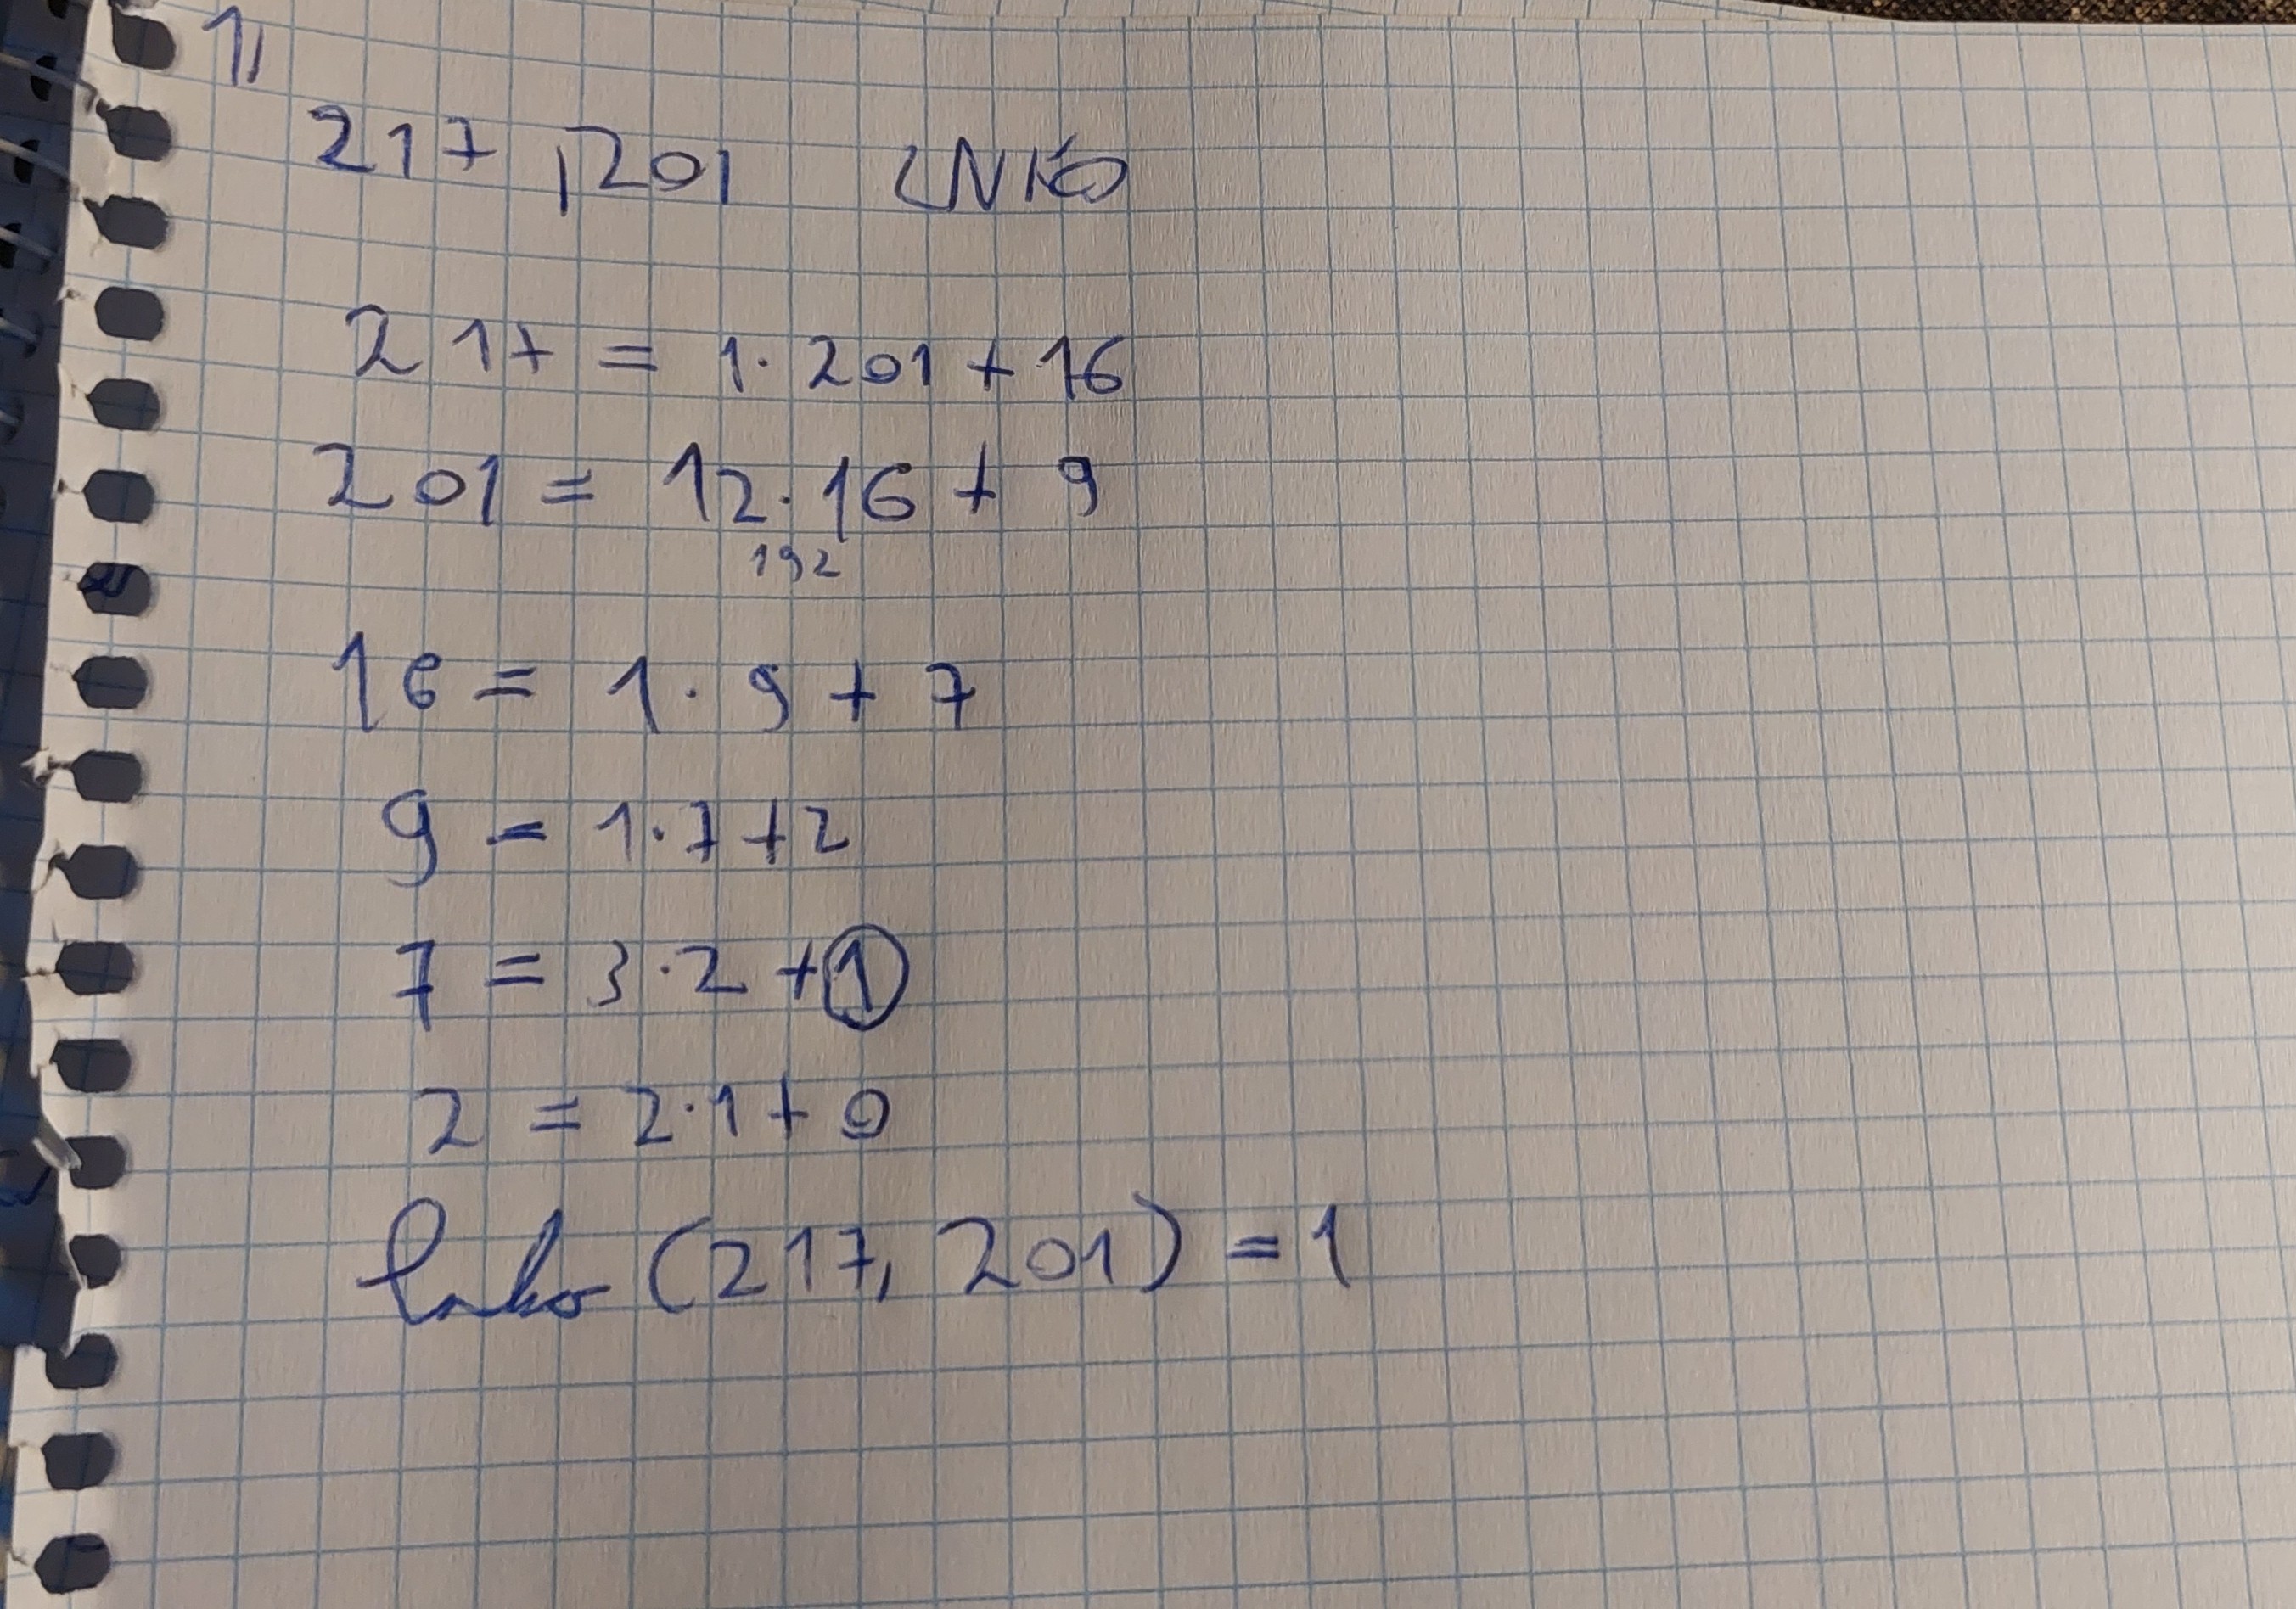 1,
217, 201 LNKO
217 = 1·201 + 16
201 = 12·16 + 9
192
16 = 1·9 + 7
9 = 1·7 + 2
7 = 3·2 + 1
2 = 2·1 + 0
lnko (217, 201) = 1